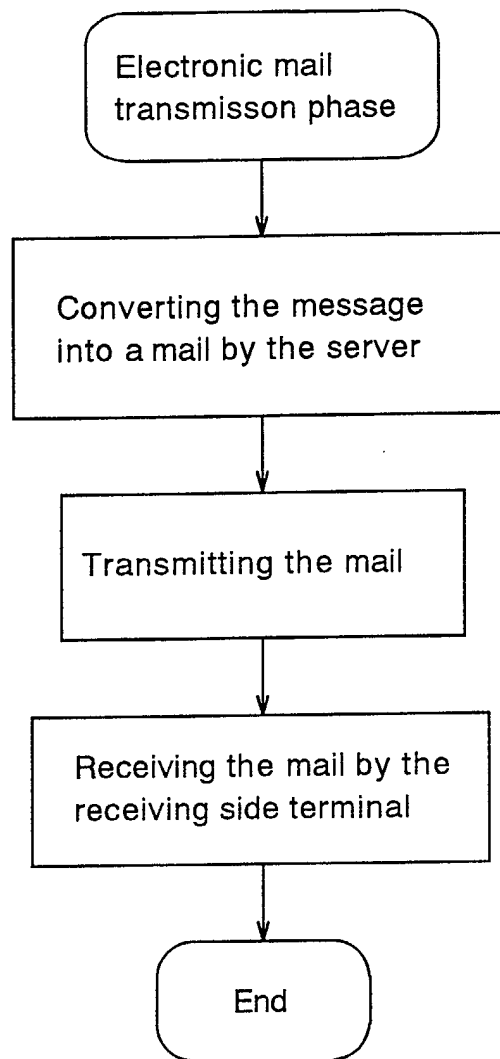 Electronic mail
transmisson phase
Converting the message
into a mail by the server
Transmitting the mail
Receiving the mail by the
receiving side terminal
End